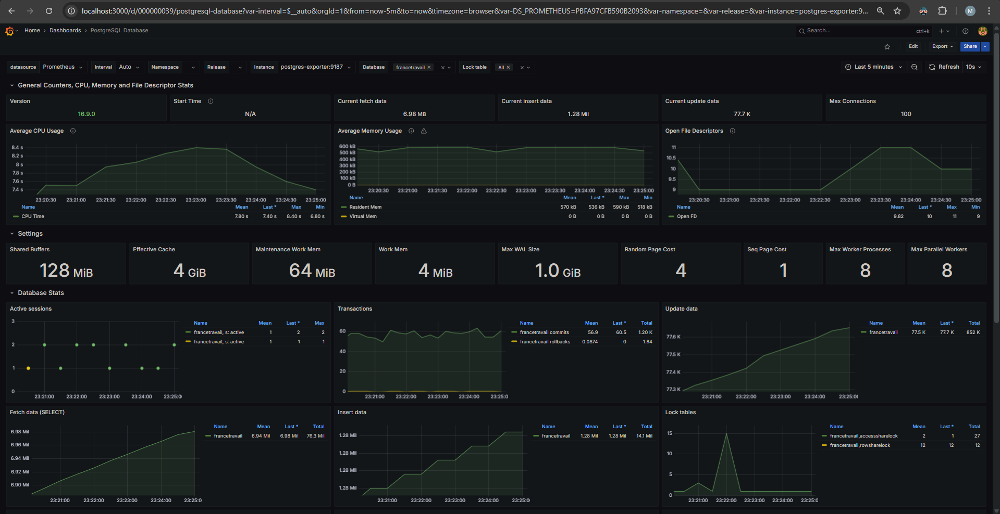 localhost:3000/d/000000039/postgresql-database?var-interval=$__auto&orgId=1&from=now-5m&to=now&timezone=browser&var-DS_PROMETHEUS=PBFA97CFB590B2093&var-namespace=&var-release=&var-instance=postgres-exporter:9...
M
Home › Dashboards › PostgreSQL Database
Search... ctrl+k
Edit Export Share
datasource Prometheus Interval Auto Namespace Release Instance postgres-exporter:9187 Database francetravail Lock table All Last 5 minutes Refresh 10s
General Counters, CPU, Memory and File Descriptor Stats
Version
16.9.0
Start Time
N/A
Current fetch data
6.98 MB
Current insert data
1.28 Mil
Current update data
77.7 K
Max Connections
100
Average CPU Usage
8.4 s
8.2 s
8 s
7.8 s
7.6 s
7.4 s
23:20:30 23:21:00 23:21:30 23:22:00 23:22:30 23:23:00 23:23:30 23:24:00 23:24:30 23:25:00
Name Mean Last * Max Min
CPU Time 7.80 s 7.40 s 8.40 s 6.80 s
Average Memory Usage
600 kB
500 kB
400 kB
300 kB
200 kB
100 kB
0 B
23:20:30 23:21:00 23:21:30 23:22:00 23:22:30 23:23:00 23:23:30 23:24:00 23:24:30 23:25:00
Name Mean Last * Max Min
Resident Mem 570 kB 536 kB 590 kB 518 kB
Virtual Mem 0 B 0 B 0 B 0 B
Open File Descriptors
11
10.5
10
9.5
9
23:20:30 23:21:00 23:21:30 23:22:00 23:22:30 23:23:00 23:23:30 23:24:00 23:24:30 23:25:00
Name Mean Last * Max Min
Open FD 9.82 10 11 9
Settings
Shared Buffers
128 MiB
Effective Cache
4 GiB
Maintenance Work Mem
64 MiB
Work Mem
4 MiB
Max WAL Size
1.0 GiB
Random Page Cost
4
Seq Page Cost
1
Max Worker Processes
8
Max Parallel Workers
8
Database Stats
Active sessions
3
2
1
0
23:21:00 23:22:00 23:23:00 23:24:00 23:25:0
Name Mean Last * Max
francetravail, s: active 1 2 2
francetravail, s: active 1 1 1
Transactions
60
40
20
0
23:21:00 23:22:00 23:23:00 23:24:00 23:25:0
Name Mean Last * Total
francetravail commits 56.9 60.5 1.20 K
francetravail rollbacks 0.0874 0 1.84
Update data
77.6 K
77.5 K
77.4 K
77.3 K
23:21:00 23:22:00 23:23:00 23:24:00 23:25:0
Name Mean Last * Total
francetravail 77.5 K 77.7 K 852 K
Fetch data (SELECT)
6.98 Mil
6.96 Mil
6.94 Mil
6.92 Mil
6.90 Mil
23:21:00 23:22:00 23:23:00 23:24:00 23:25:0
Name Mean Last * Total
francetravail 6.94 Mil 6.98 Mil 76.3 Mil
Insert data
1.28 Mil
1.28 Mil
1.28 Mil
1.28 Mil
23:21:00 23:22:00 23:23:00 23:24:00 23:25:0
Name Mean Last * Total
francetravail 1.28 Mil 1.28 Mil 14.1 Mil
Lock tables
15
10
5
0
23:21:00 23:22:00 23:23:00 23:24:00 23:25:0
Name Mean Last * Total
francetravail,accesssharelock 2 1 27
francetravail,rowsharelock 12 12 12